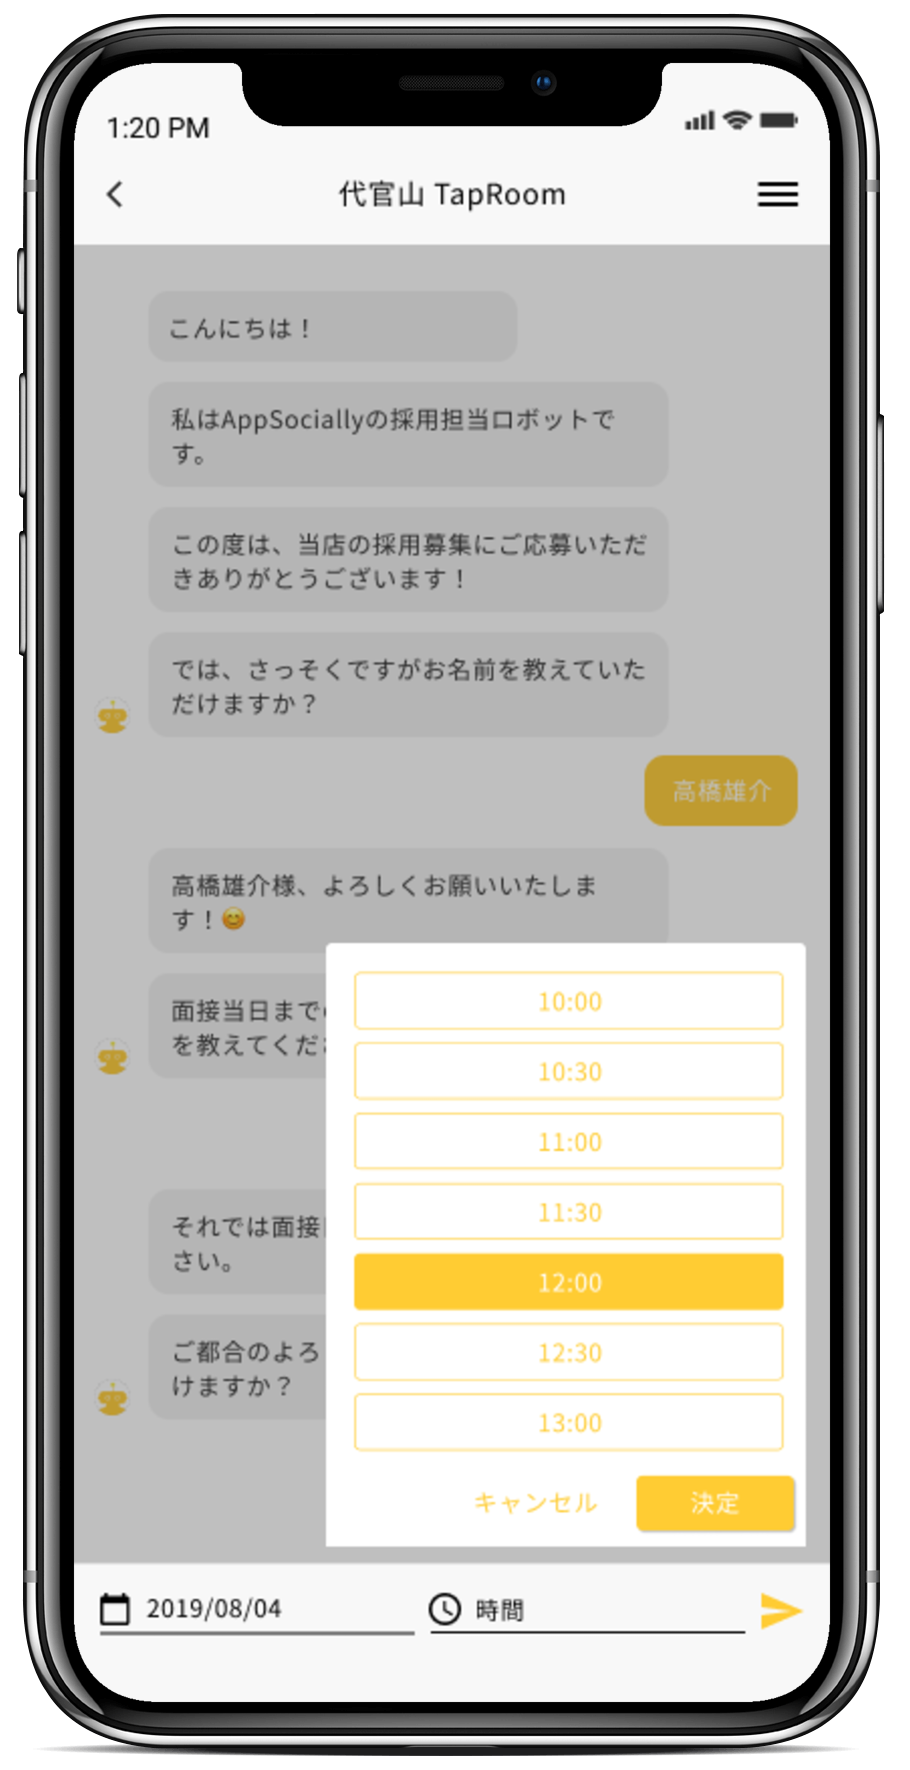 1:20 PM
代官山 TapRoom
こんにちは！
私はAppSociallyの採用担当ロボットで
す。
この度は、当店の採用募集にご応募いただ
きありがとうございます！
では、さっそくですがお名前を教えていた
だけますか？
高橋雄介
高橋雄介様、よろしくお願いいたしま
す！😊
面接当日まで
を教えてくだ
それでは面接
さい。
ご都合のよろ
けますか？
10:00
10:30
11:00
11:30
12:00
12:30
13:00
キャンセル 決定
2019/08/04 時間